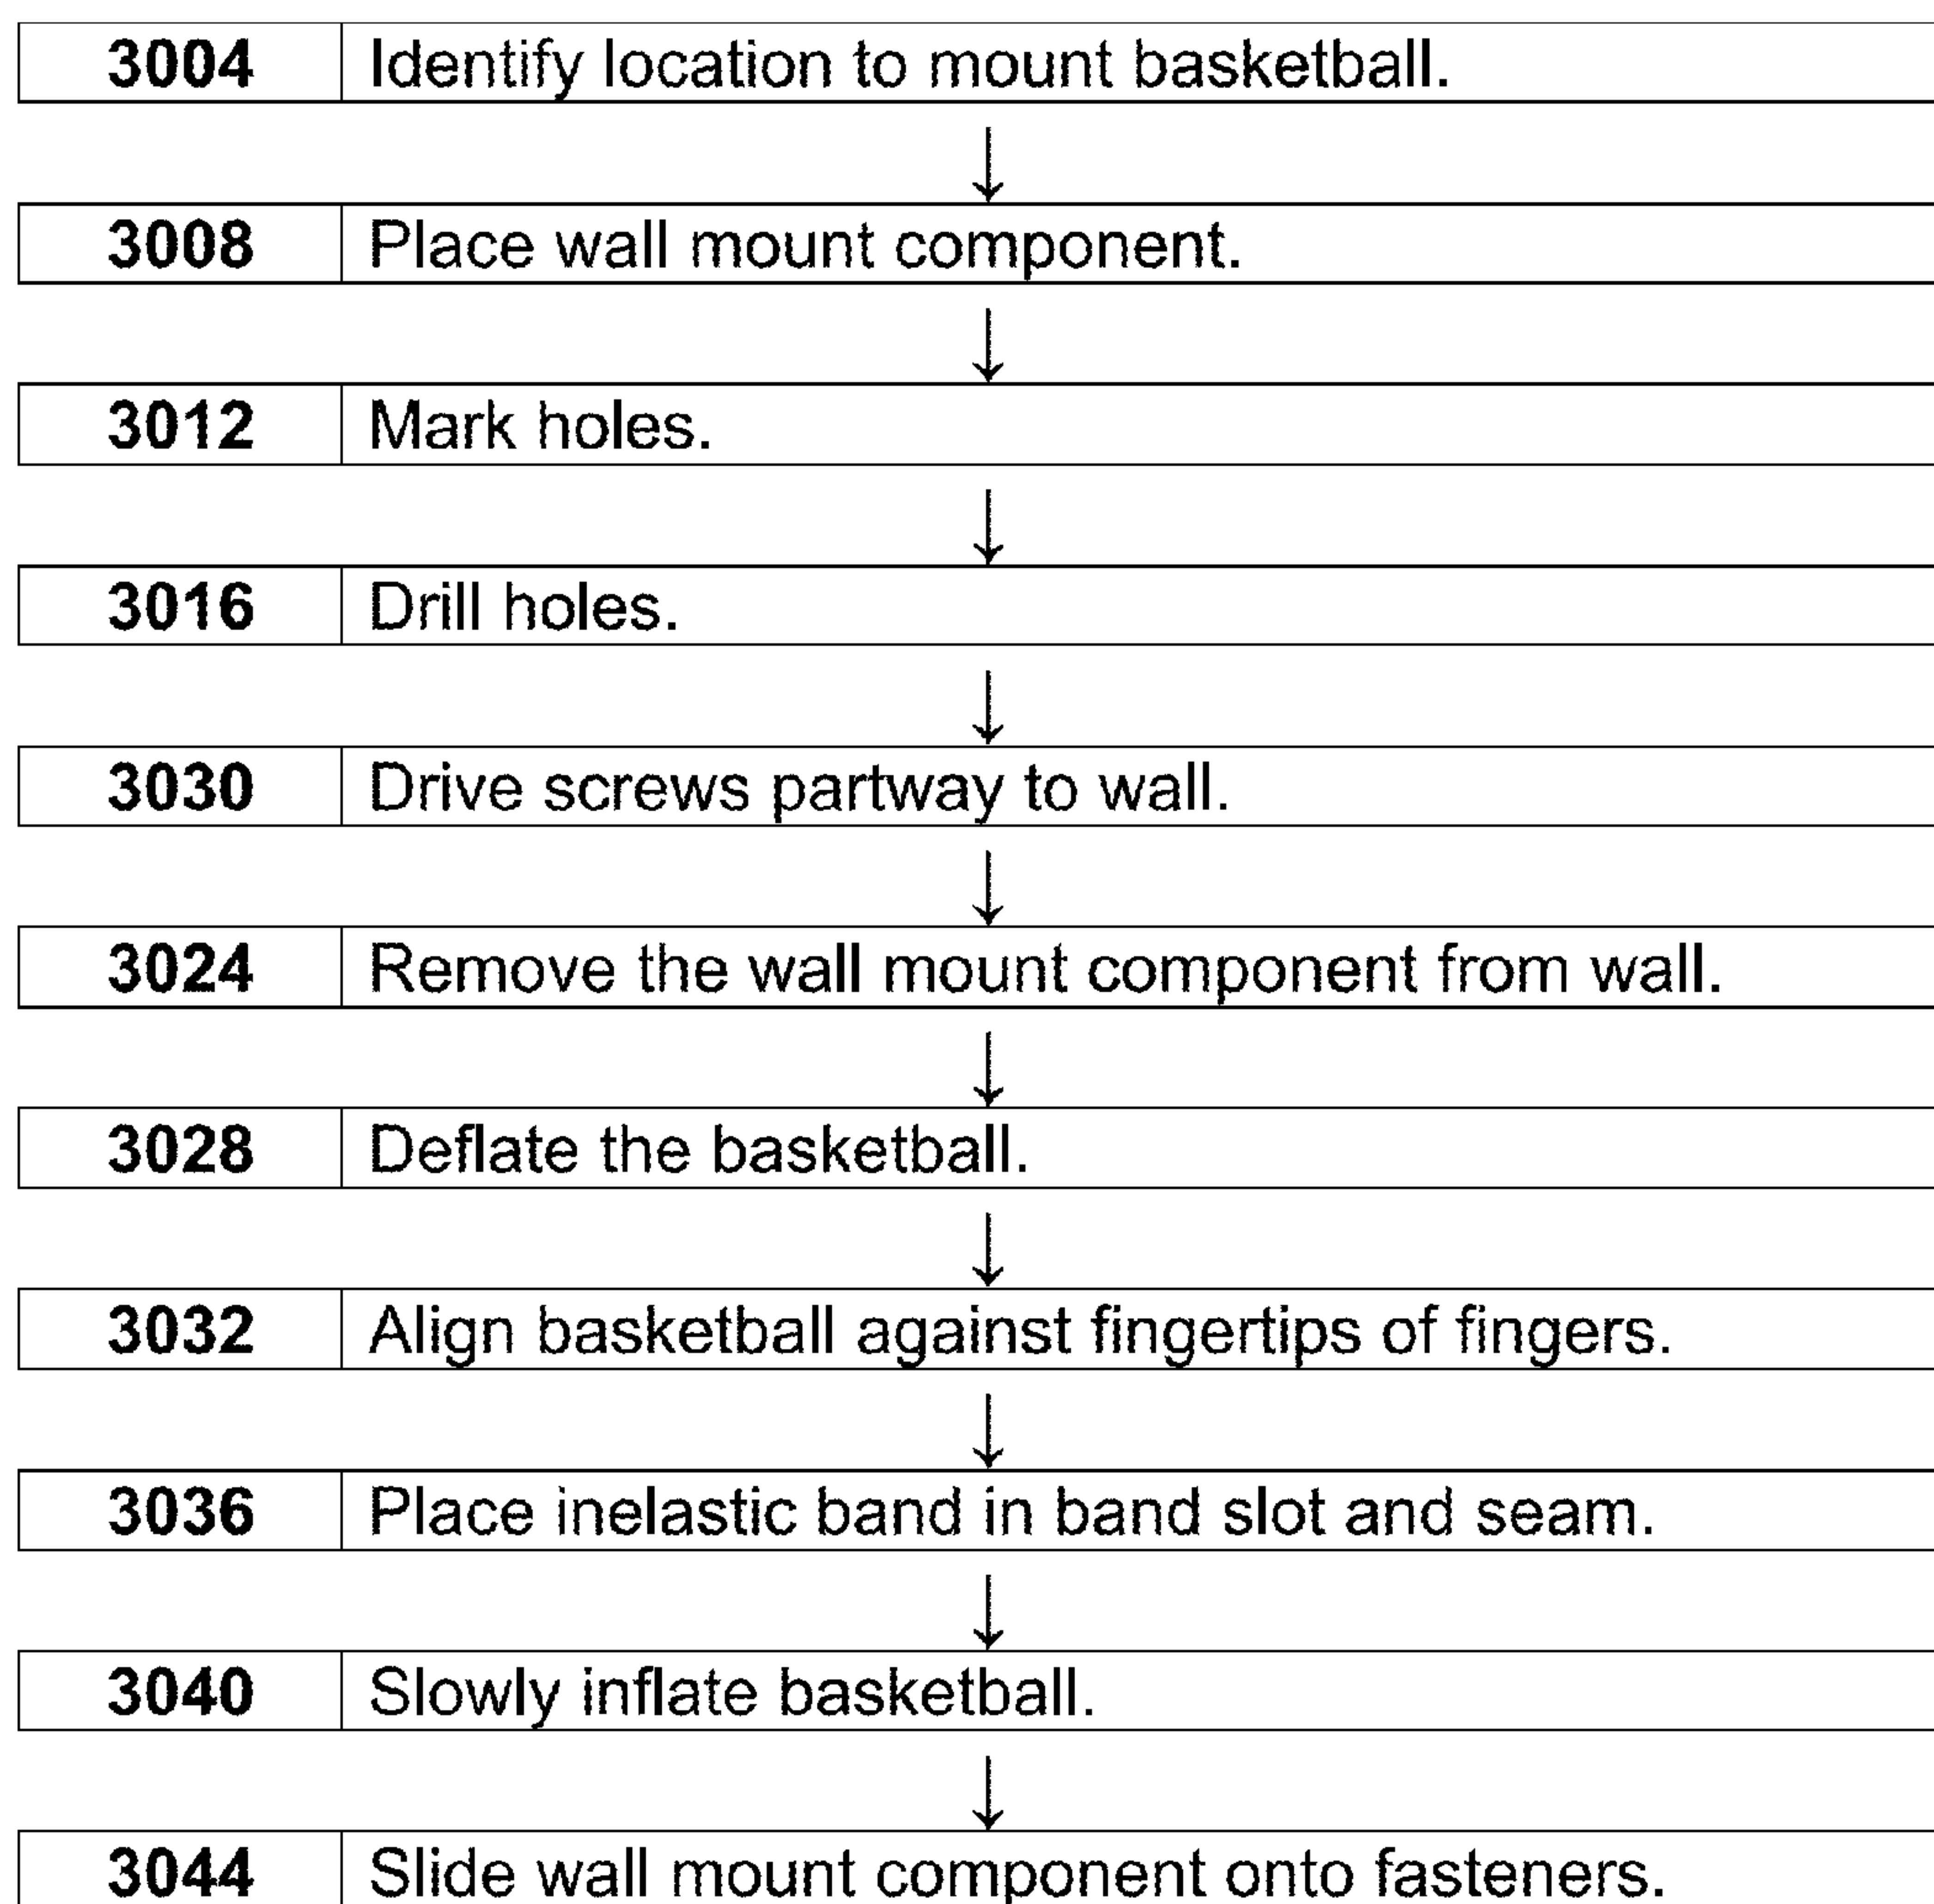 3004 Identify location to mount basketball.
3008 Place wall mount component.
3012 Mark holes.
3016 Drill holes.
3030 Drive screws partway to wall.
3024 Remove the wall mount component from wall.
3028 Deflate the basketball.
3032 Align basketball against fingertips of fingers.
3036 Place inelastic band in band slot and seam.
3040 Slowly inflate basketball.
3044 Slide wall mount component onto fasteners.